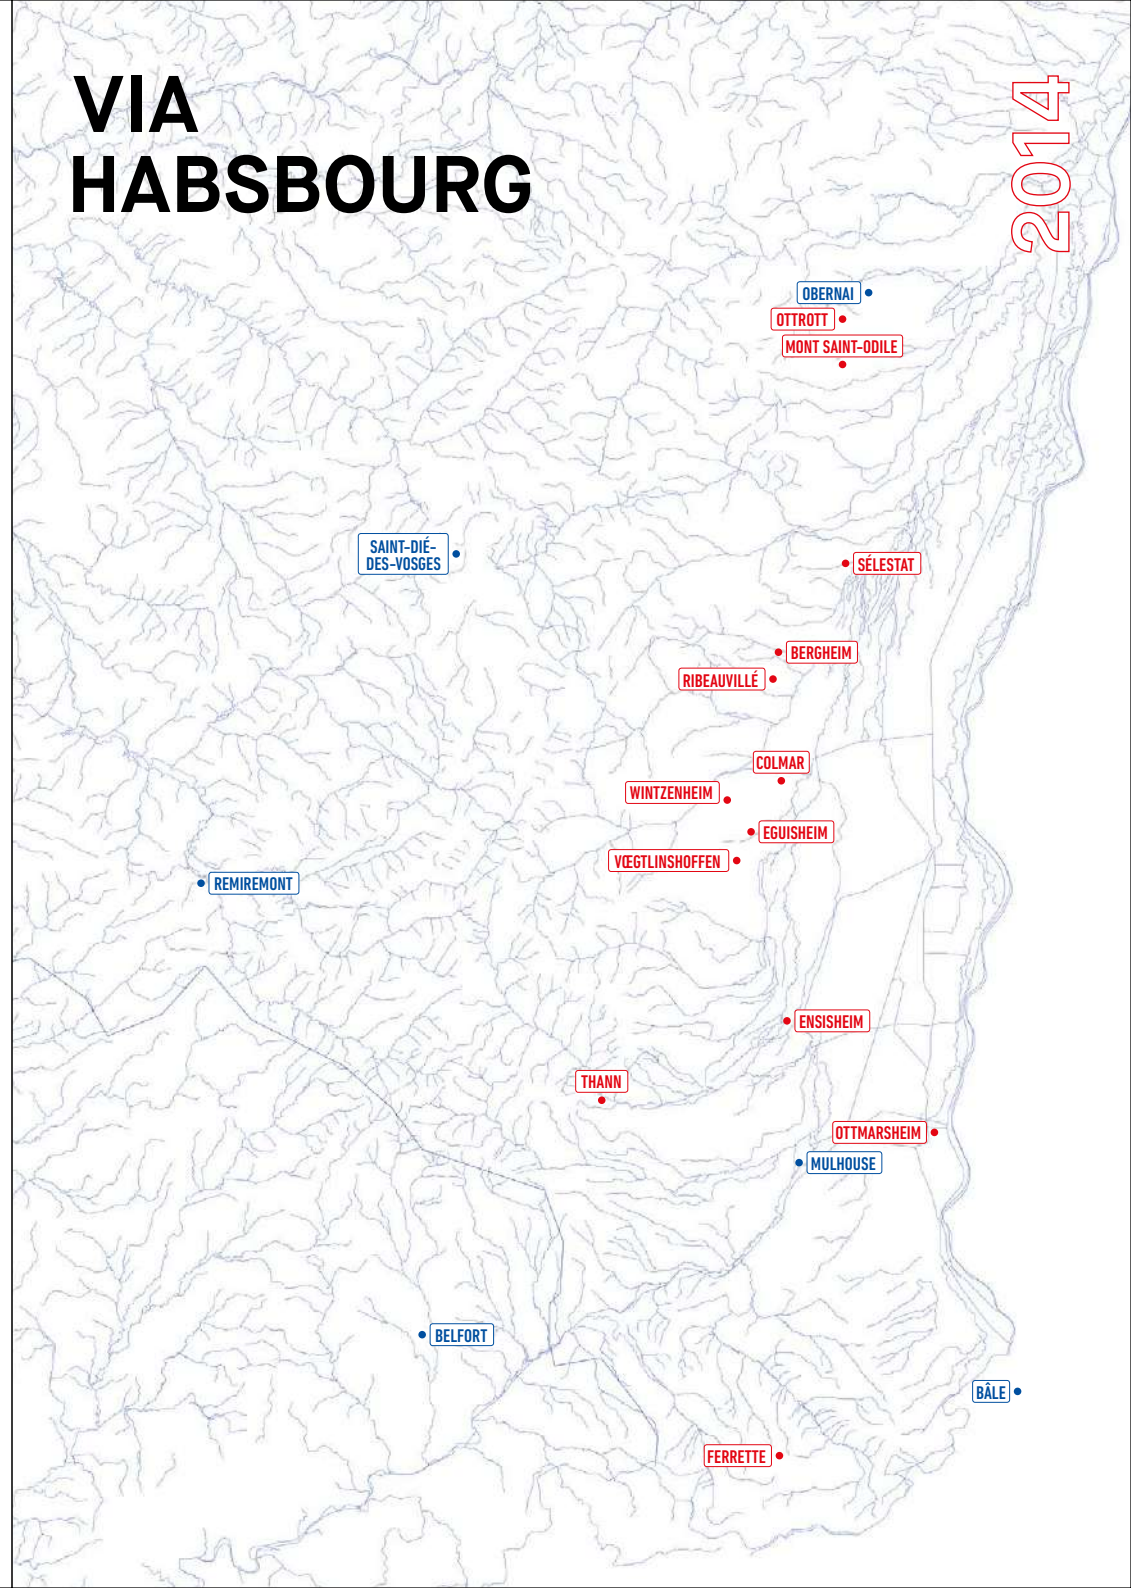 VIA
HABSBOURG
2014
OBERNAI
OTTROTT
MONT SAINT-ODILE
SAINT-DIÉ-
DES-VOSGES
SÉLESTAT
BERGHEIM
RIBEAUVILLÉ
COLMAR
WINTZENHEIM
EGUISHEIM
VŒGTLINSHOFFEN
REMIREMONT
ENSISHEIM
THANN
OTTMARSHEIM
MULHOUSE
BELFORT
BÂLE
FERRETTE